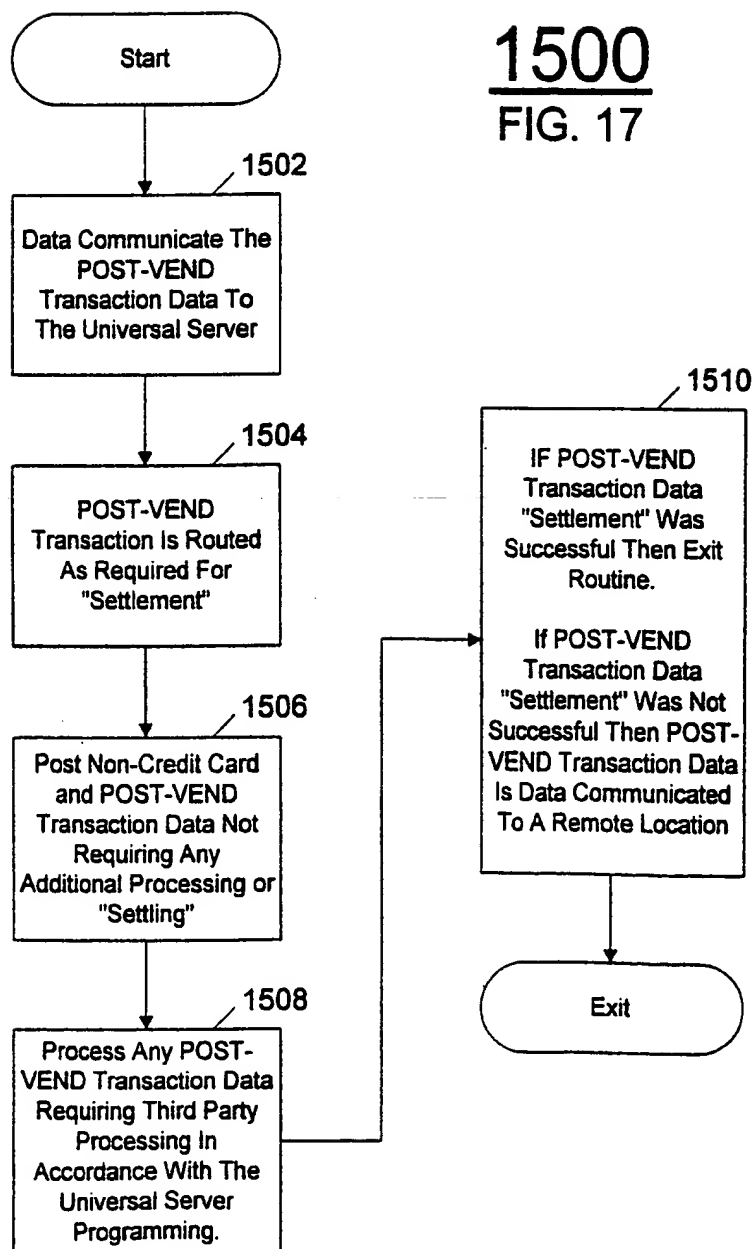 1500
FIG. 17
Start
1502
Data Communicate The
POST-VEND
Transaction Data To
The Universal Server
1504
POST-VEND
Transaction Is Routed
As Required For
"Settlement"
1506
Post Non-Credit Card
and POST-VEND
Transaction Data Not
Requiring Any
Additional Processing or
"Settling"
1508
Process Any POST-
VEND Transaction Data
Requiring Third Party
Processing In
Accordance With The
Universal Server
Programming.
1510
IF POST-VEND
Transaction Data
"Settlement" Was
Successful Then Exit
Routine.
If POST-VEND
Transaction Data
"Settlement" Was Not
Successful Then POST-
VEND Transaction Data
Is Data Communicated
To A Remote Location
Exit